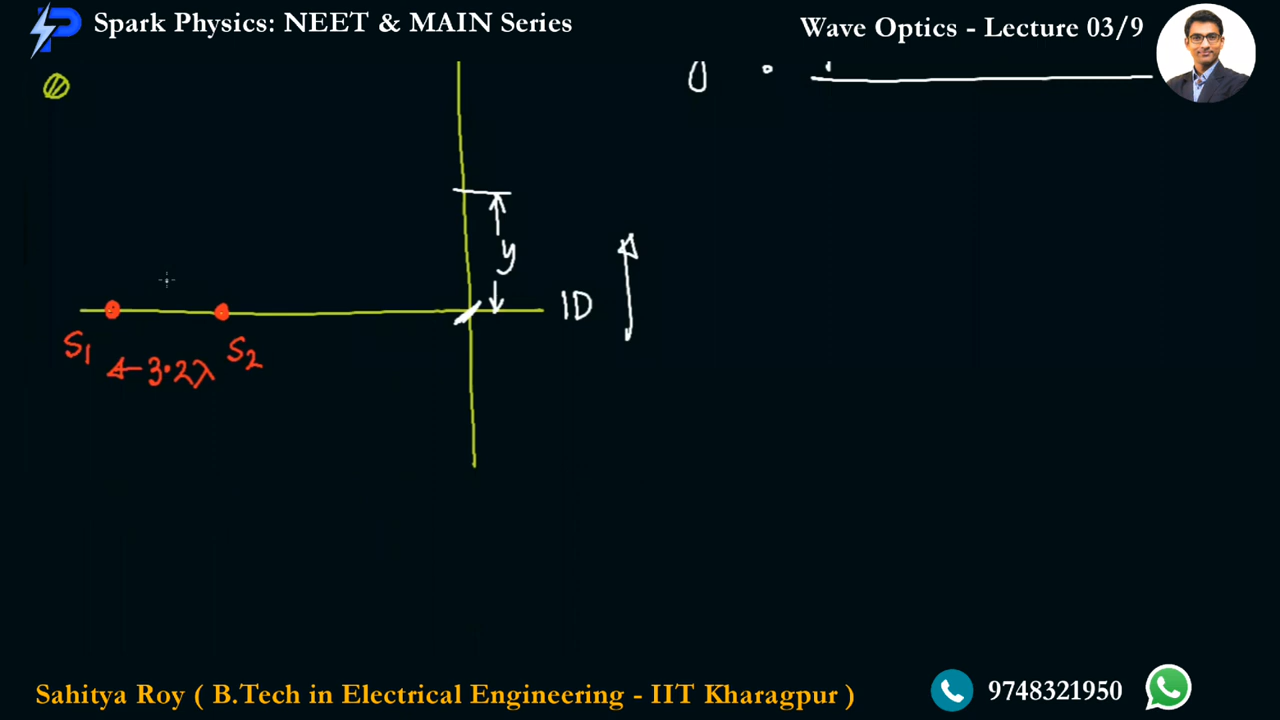 Spark Physics: NEET & MAIN Series
Wave Optics - Lecture 03/9
0
y
1D
S1
S2
3.2λ
Sahitya Roy ( B.Tech in Electrical Engineering - IIT Kharagpur )
9748321950